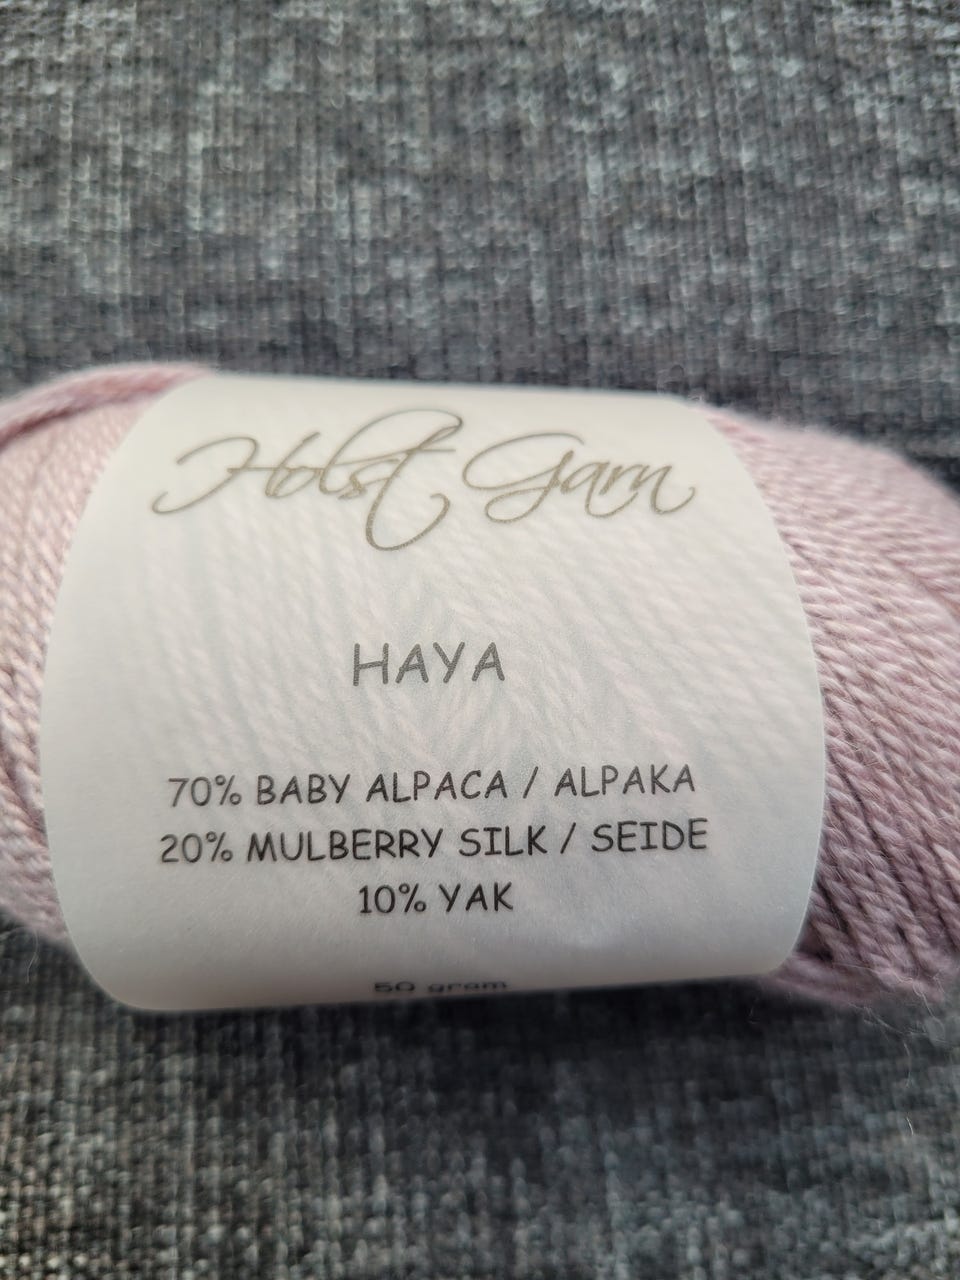 Holst Garn
HAYA
70% BABY ALPACA / ALPAKA
20% MULBERRY SILK / SEIDE
10% YAK
50 gram